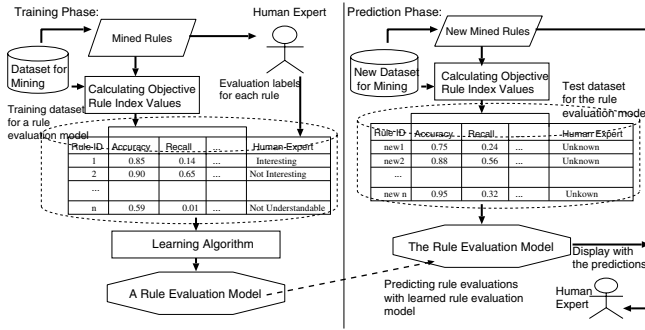 Training Phase:
Human Expert
Mined Rules
Dataset for
Mining
Calculating Objective
Rule Index Values
Evaluation labels
for each rule
Training dataset
for a rule
evaluation model
Rule ID Accuracy Recall ... Human Expert
1 0.85 0.14 ... Interesting
2 0.90 0.65 ... Not Interesting
...
n 0.59 0.01 ... Not Understandable
Learning Algorithm
A Rule Evaluation Model
Prediction Phase:
New Mined Rules
New Dataset
for Mining
Calculating Objective
Rule Index Values
Test dataset
for the rule
evaluation model
Rule ID Accuracy Recall ... Human Expert
new1 0.75 0.24 ... Unknown
new2 0.88 0.56 ... Unknown
...
new n 0.95 0.32 ... Unkown
The Rule Evaluation Model
Display with
the predictions
Predicting rule evaluations
with learned rule evaluation
model
Human
Expert